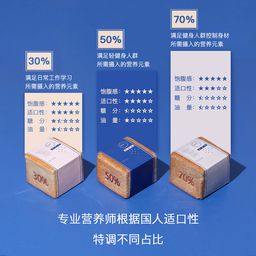 30%
满足日常工作学习
所需摄入的营养元素
饱腹感：★★★★★
适口性：★★★★★
糖 分：★☆☆☆☆
油 量：★☆☆☆☆
50%
满足轻健身人群
所需摄入的营养元素
饱腹感：★★★★★
适口性：★★★★☆
糖 分：★☆☆☆☆
油 量：★☆☆☆☆
70%
满足健身人群控制身材
所需摄入的营养元素
饱腹感：★★★★★
适口性：★★★☆☆
糖 分：☆☆☆☆☆
油 量：★☆☆☆☆
30%
50%
70%
专业营养师根据国人适口性
特调不同占比